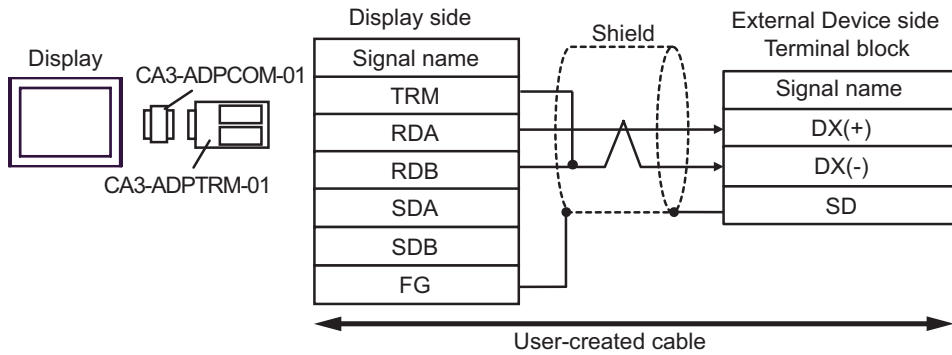 Display
CA3-ADPCOM-01
CA3-ADPTRM-01
Display side
Signal name
TRM
RDA
RDB
SDA
SDB
FG
Shield
External Device side
Terminal block
Signal name
DX(+)
DX(-)
SD
User-created cable